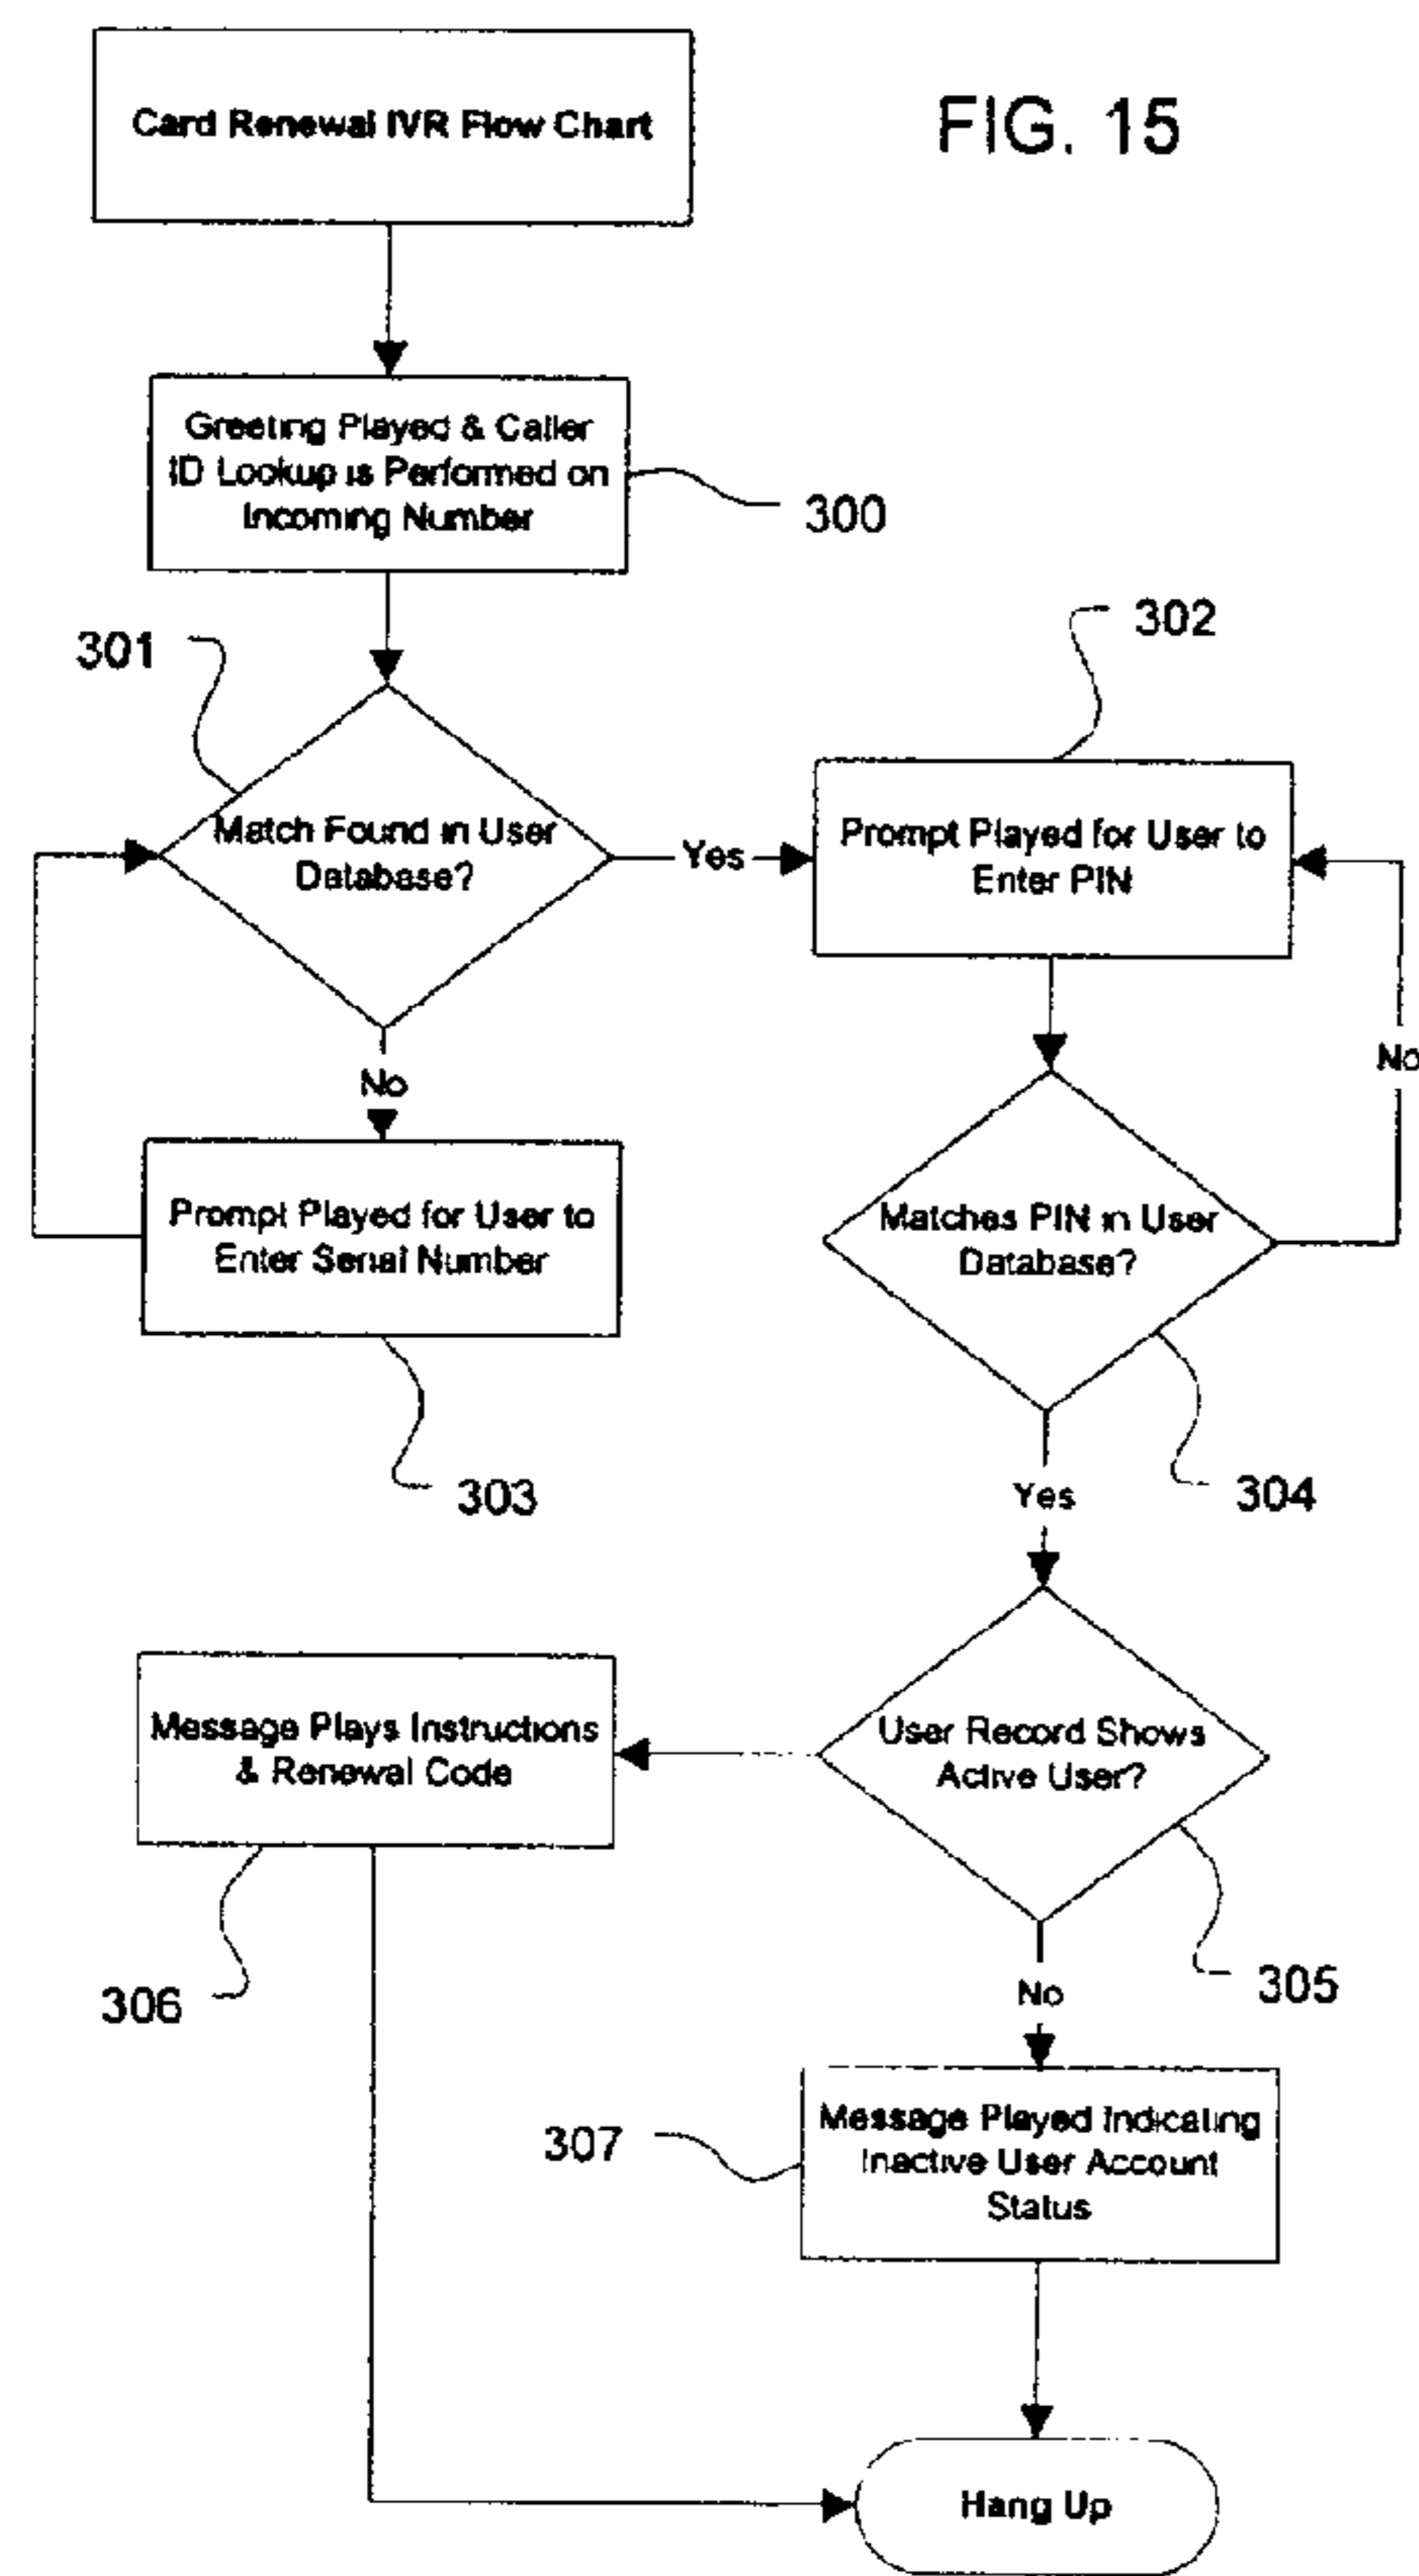 Card Renewal IVR Flow Chart
FIG. 15
Greeting Played & Caller
ID Lookup is Performed on
Incoming Number
300
301
302
Match Found in User
Database?
Yes
Prompt Played for User to
Enter PIN
No
No
Prompt Played for User to
Enter Serial Number
Matches PIN in User
Database?
303
304
Yes
Message Plays Instructions
& Renewal Code
User Record Shows
Active User?
306
305
No
307
Message Played Indicating
Inactive User Account
Status
Hang Up